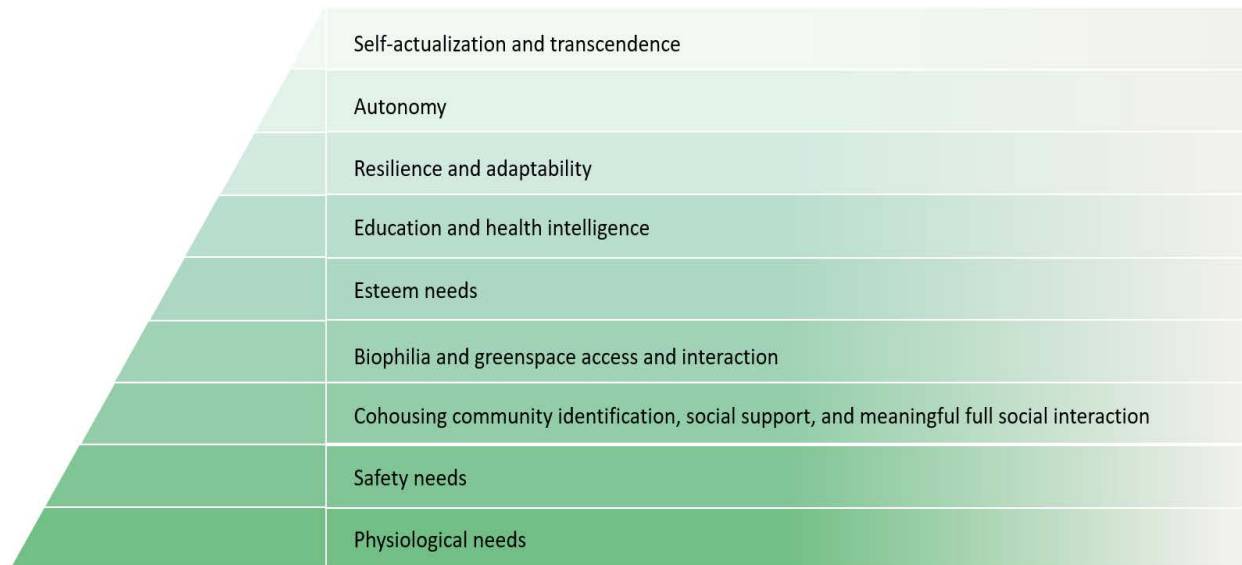 Self-actualization and transcendence
Autonomy
Resilience and adaptability
Education and health intelligence
Esteem needs
Biophilia and greenspace access and interaction
Cohousing community identification, social support, and meaningful full social interaction
Safety needs
Physiological needs